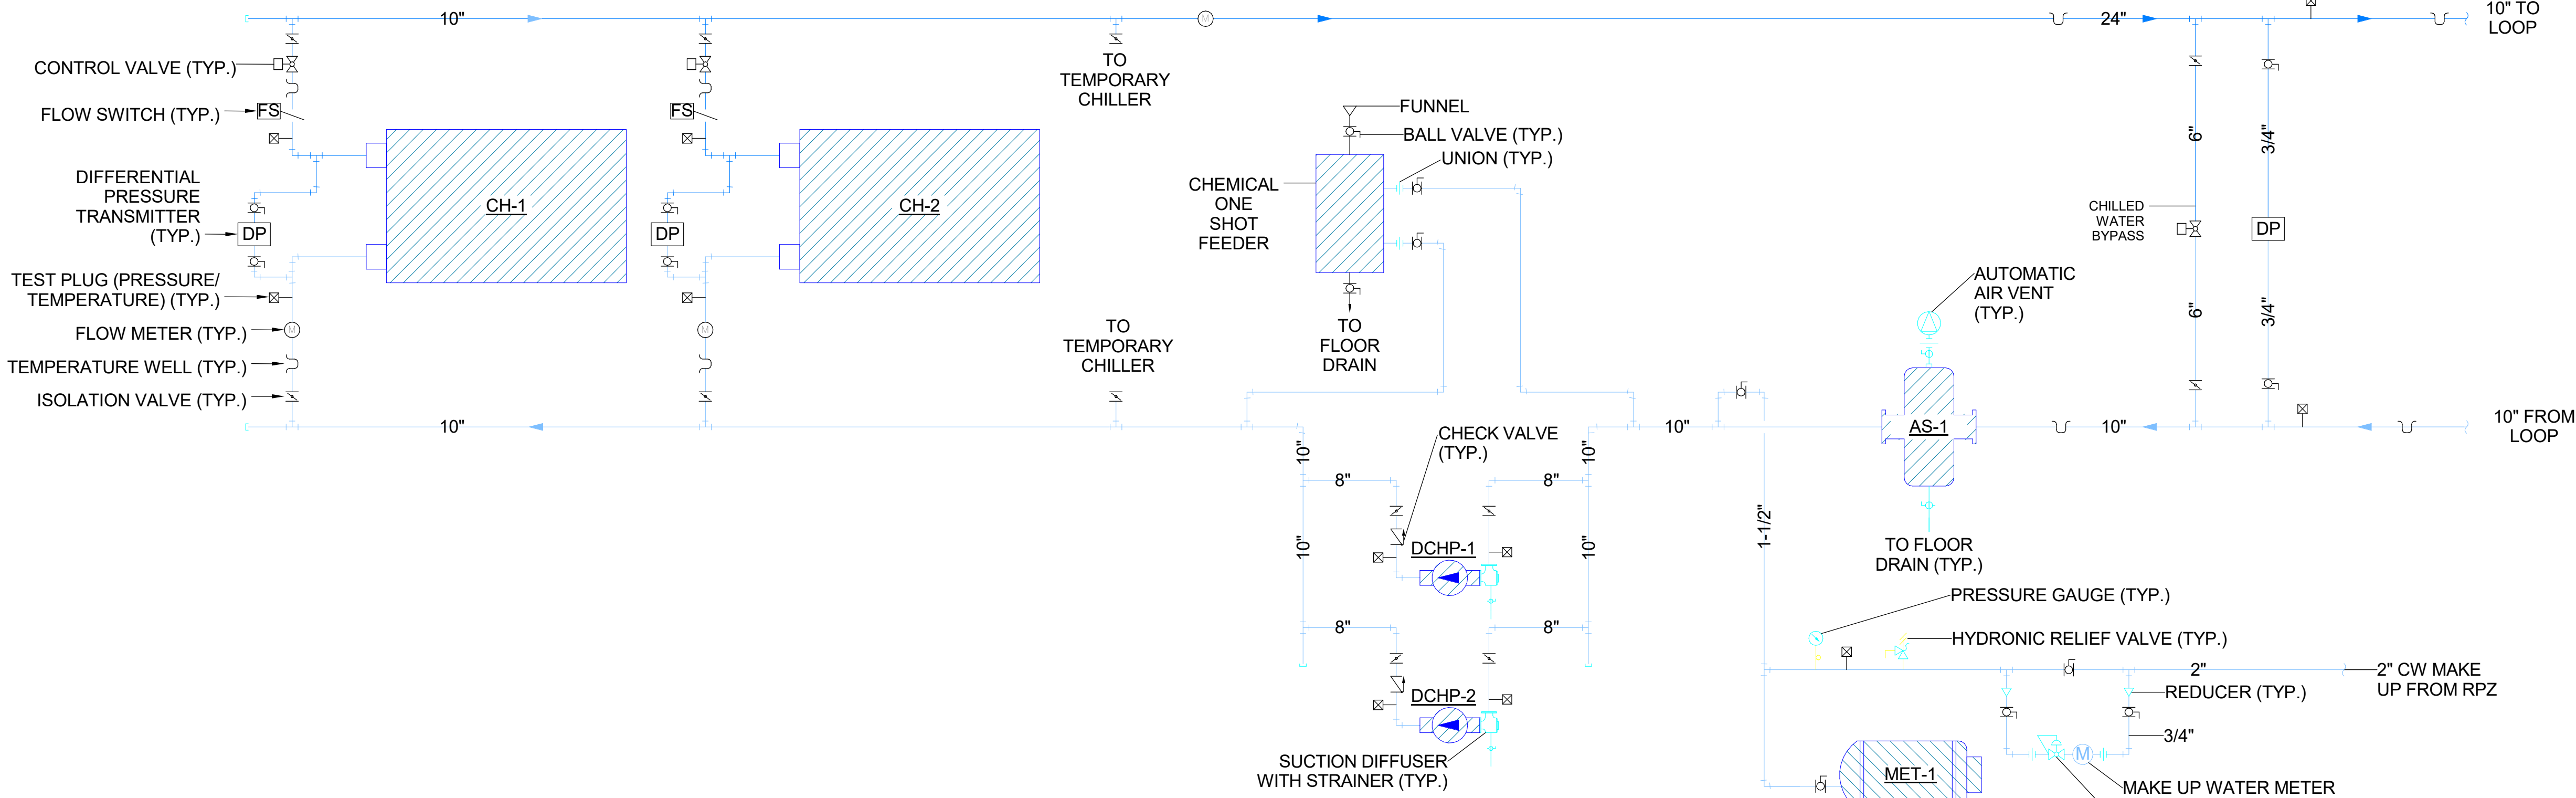 10"
24"
10" TO
LOOP
M
CONTROL VALVE (TYP.)
TO
TEMPORARY
CHILLER
FLOW SWITCH (TYP.)
FS
FS
FUNNEL
BALL VALVE (TYP.)
UNION (TYP.)
6"
3/4"
DIFFERENTIAL
PRESSURE
TRANSMITTER
(TYP.)
DP
CH-1
DP
CH-2
CHEMICAL
ONE
SHOT
FEEDER
CHILLED
WATER
BYPASS
DP
TEST PLUG (PRESSURE/
TEMPERATURE) (TYP.)
AUTOMATIC
AIR VENT
(TYP.)
6"
3/4"
FLOW METER (TYP.)
M
M
TO
TEMPORARY
CHILLER
TO
FLOOR
DRAIN
TEMPERATURE WELL (TYP.)
ISOLATION VALVE (TYP.)
10"
10"
AS-1
10"
10" FROM
LOOP
CHECK VALVE
(TYP.)
10"
10"
8"
8"
10"
10"
DCHP-1
1-1/2"
TO FLOOR
DRAIN (TYP.)
PRESSURE GAUGE (TYP.)
8"
8"
HYDRONIC RELIEF VALVE (TYP.)
2"
2" CW MAKE
UP FROM RPZ
DCHP-2
REDUCER (TYP.)
3/4"
SUCTION DIFFUSER
WITH STRAINER (TYP.)
MET-1
M
MAKE UP WATER METER